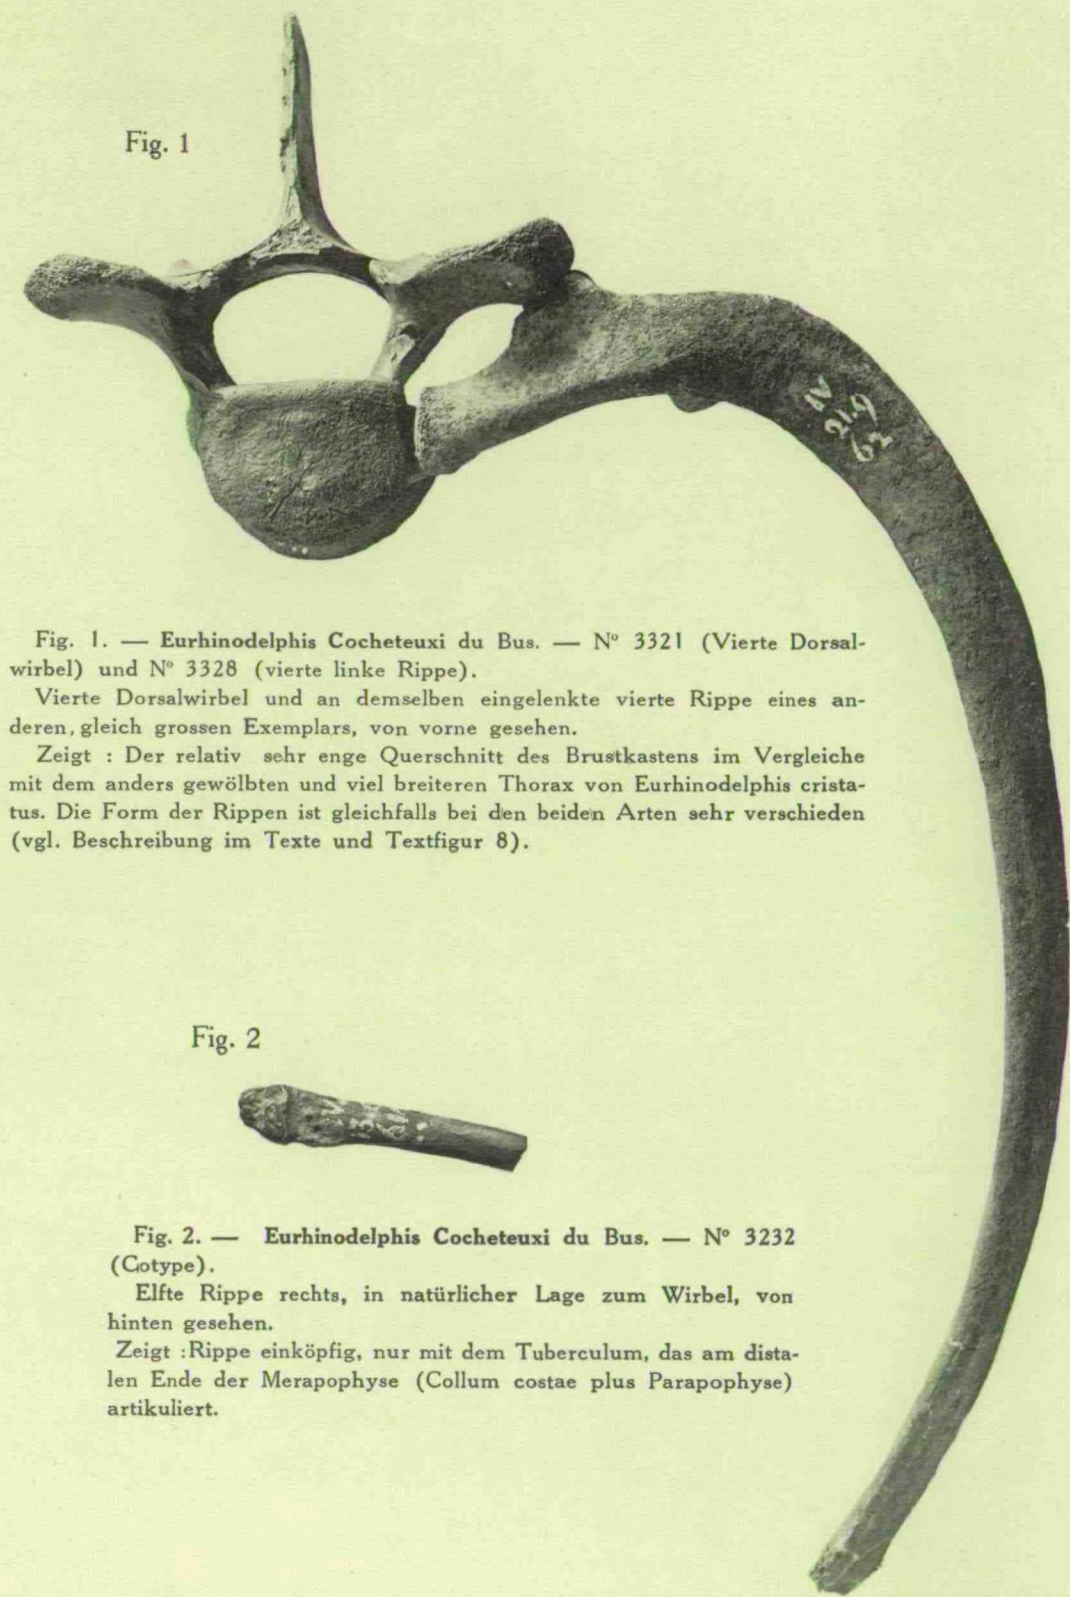 Fig. 1
IV
21.9
63
Fig. 1. — Eurhinodelphis Cocheteuxi du Bus. — N° 3321 (Vierte Dorsal-
wirbel) und N° 3328 (vierte linke Rippe).
Vierte Dorsalwirbel und an demselben eingelenkte vierte Rippe eines an-
deren, gleich grossen Exemplars, von vorne gesehen.
Zeigt : Der relativ sehr enge Querschnitt des Brustkastens im Vergleiche
mit dem anders gewölbten und viel breiteren Thorax von Eurhinodelphis crista-
tus. Die Form der Rippen ist gleichfalls bei den beiden Arten sehr verschieden
(vgl. Beschreibung im Texte und Textfigur 8).
Fig. 2
Fig. 2. — Eurhinodelphis Cocheteuxi du Bus. — N° 3232
(Cotype).
Elfte Rippe rechts, in natürlicher Lage zum Wirbel, von
hinten gesehen.
Zeigt :Rippe einköpfig, nur mit dem Tuberculum, das am dista-
len Ende der Merapophyse (Collum costae plus Parapophyse)
artikuliert.